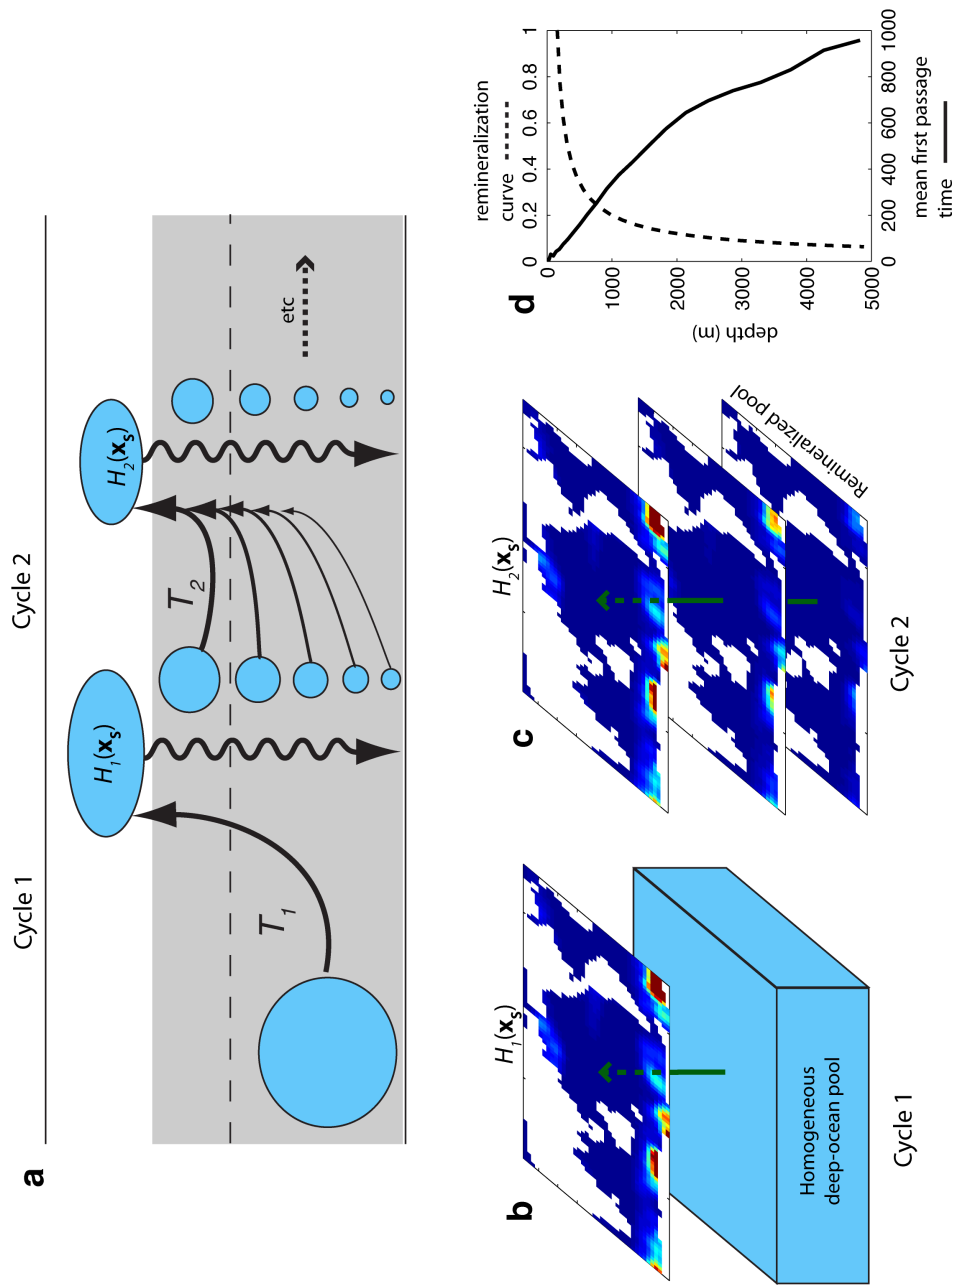 a
Cycle 1
Cycle 2
H1(xs)
H2(xs)
T1
T2
etc
b
H1(xs)
Homogeneous
deep-ocean pool
Cycle 1
c
H2(xs)
Remineralized pool
Cycle 2
d
remineralization
curve
0 0.2 0.4 0.6 0.8 1
0
1000
2000
3000
4000
5000
depth (m)
0 200 400 600 800 1000
mean first passage
time